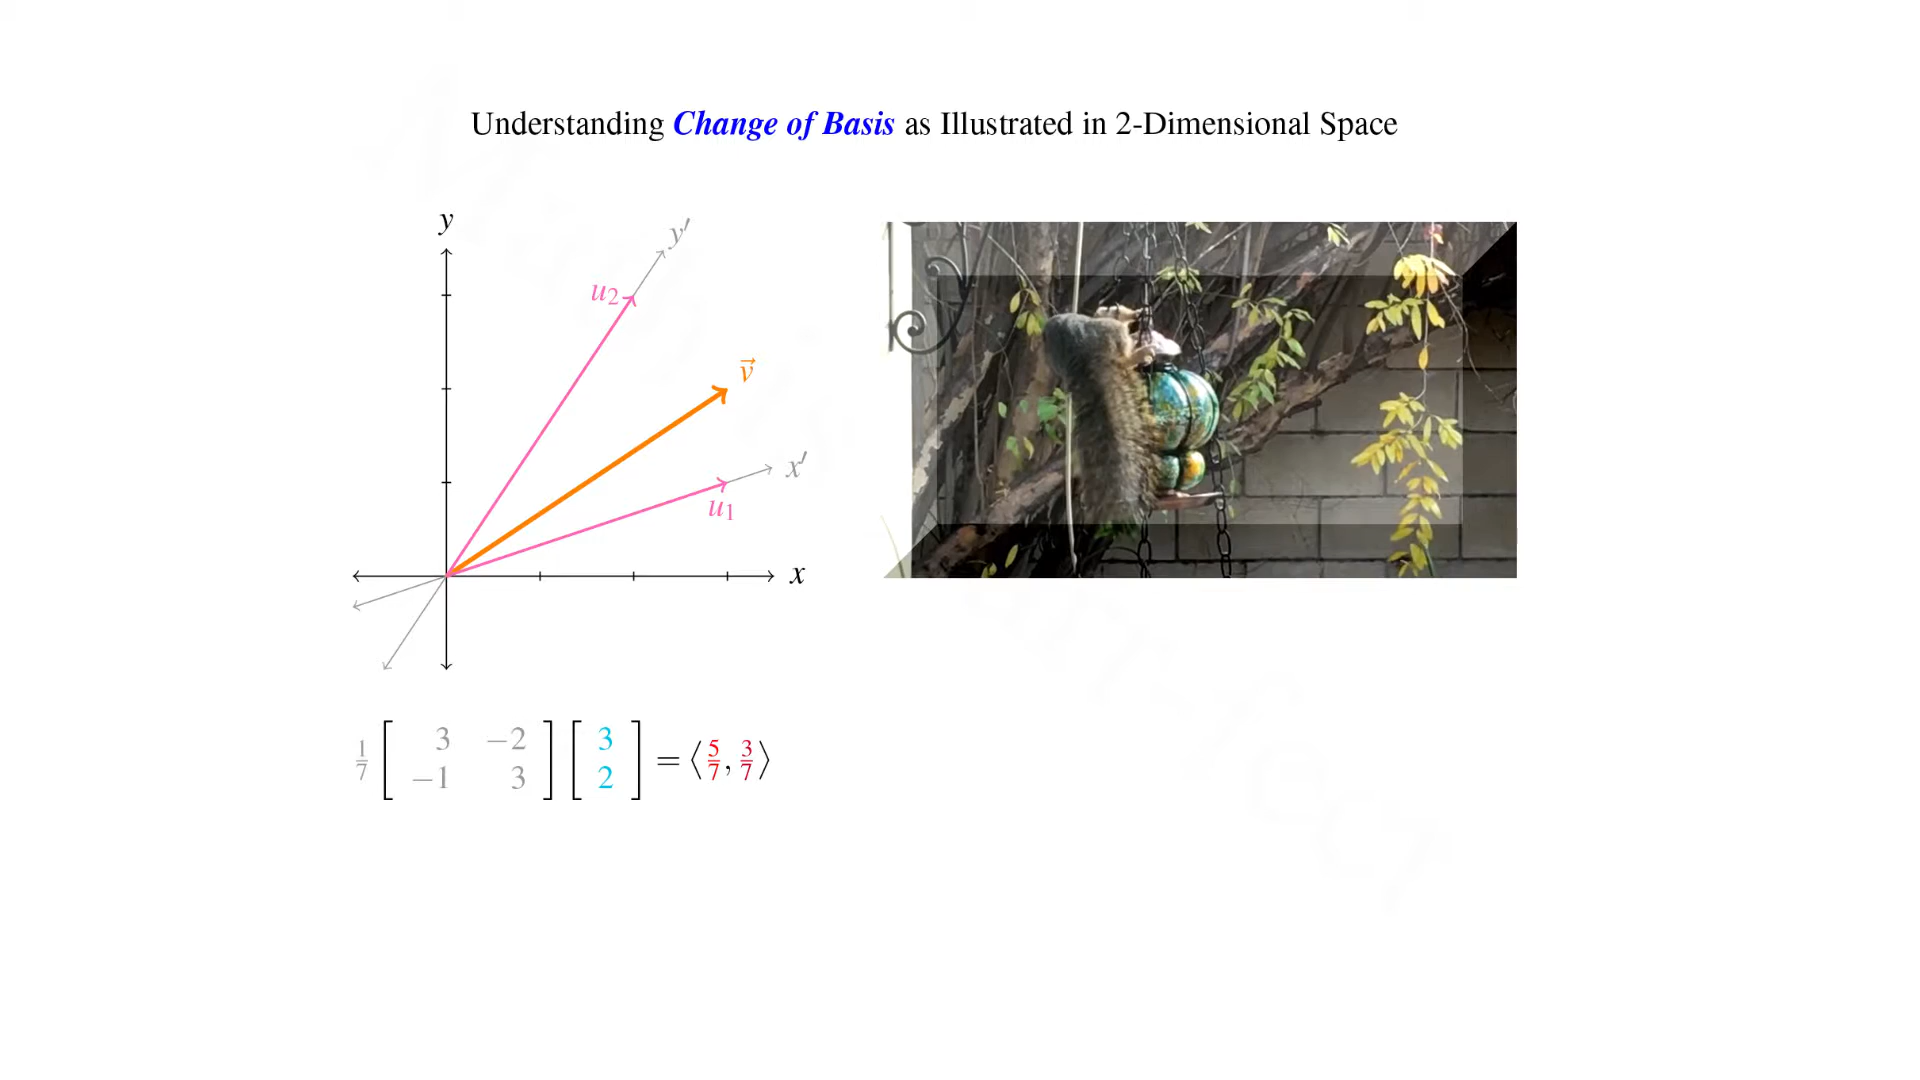 Understanding Change of Basis as Illustrated in 2-Dimensional Space
y
y′
u₂
v⃗
x′
u₁
x
1/7 [ 3 −2 ; −1 3 ] [ 3 ; 2 ] = ⟨5/7, 3/7⟩